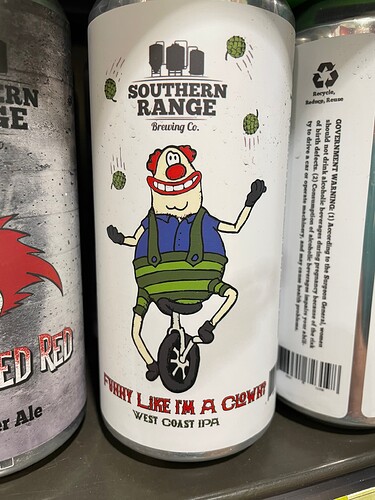 SOUTHERN
RANGE
Brewing Co.
FUNNY LIKE I'M A CLOWN?
WEST COAST IPA
ERN
GE
ED RED
er Ale
Recycle,
Reduce, Reuse
GOVERNMENT WARNING: (1) According to the Surgeon General, women
should not drink alcoholic beverages during pregnancy because of the risk
of birth defects. (2) Consumption of alcoholic beverages impairs your abili-
ty to drive a car or operate machinery, and may cause health problems.